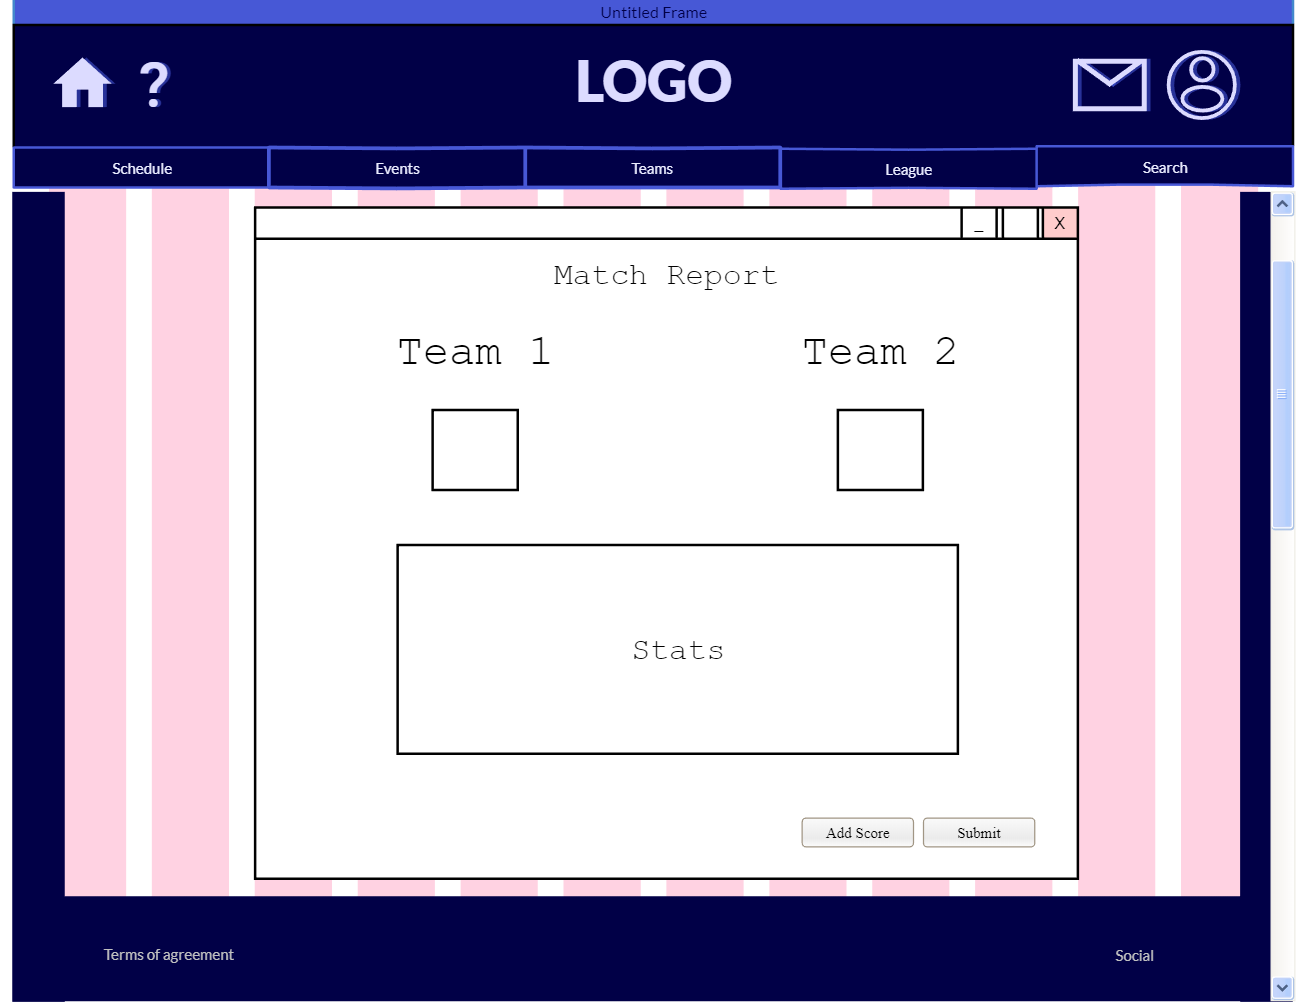 Untitled Frame
?
LOGO
Schedule
Events
Teams
League
Search
_
X
Match Report
Team 1
Team 2
Stats
Add Score
Submit
Terms of agreement
Social